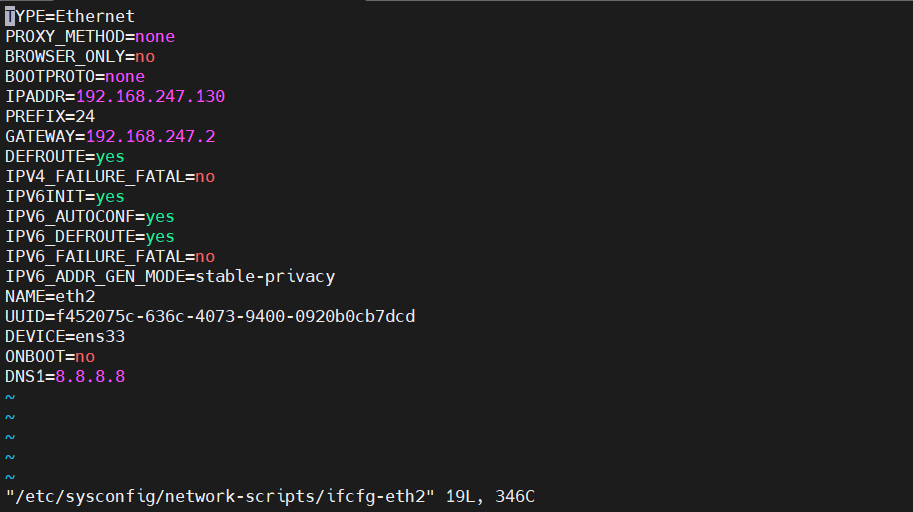 TYPE=Ethernet
PROXY_METHOD=none
BROWSER_ONLY=no
BOOTPROTO=none
IPADDR=192.168.247.130
PREFIX=24
GATEWAY=192.168.247.2
DEFROUTE=yes
IPV4_FAILURE_FATAL=no
IPV6INIT=yes
IPV6_AUTOCONF=yes
IPV6_DEFROUTE=yes
IPV6_FAILURE_FATAL=no
IPV6_ADDR_GEN_MODE=stable-privacy
NAME=eth2
UUID=f452075c-636c-4073-9400-0920b0cb7dcd
DEVICE=ens33
ONBOOT=no
DNS1=8.8.8.8
~
~
~
~
~
"/etc/sysconfig/network-scripts/ifcfg-eth2" 19L, 346C